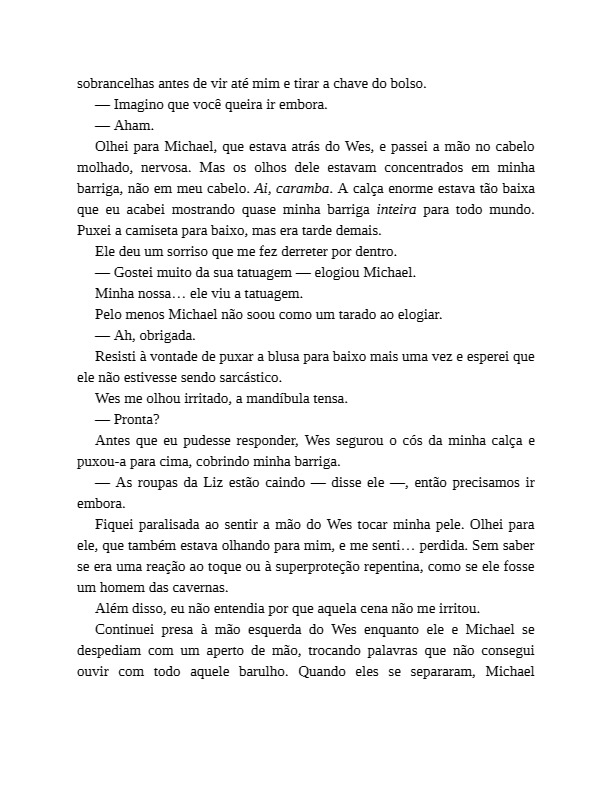 sobrancelhas antes de vir até mim e tirar a chave do bolso.
— Imagino que você queira ir embora.
— Aham.
Olhei para Michael, que estava atrás do Wes, e passei a mão no cabelo
molhado, nervosa. Mas os olhos dele estavam concentrados em minha
barriga, não em meu cabelo. Ai, caramba. A calça enorme estava tão baixa
que eu acabei mostrando quase minha barriga inteira para todo mundo.
Puxei a camiseta para baixo, mas era tarde demais.
Ele deu um sorriso que me fez derreter por dentro.
— Gostei muito da sua tatuagem — elogiou Michael.
Minha nossa… ele viu a tatuagem.
Pelo menos Michael não soou como um tarado ao elogiar.
— Ah, obrigada.
Resisti à vontade de puxar a blusa para baixo mais uma vez e esperei que
ele não estivesse sendo sarcástico.
Wes me olhou irritado, a mandíbula tensa.
— Pronta?
Antes que eu pudesse responder, Wes segurou o cós da minha calça e
puxou-a para cima, cobrindo minha barriga.
— As roupas da Liz estão caindo — disse ele —, então precisamos ir
embora.
Fiquei paralisada ao sentir a mão do Wes tocar minha pele. Olhei para
ele, que também estava olhando para mim, e me senti… perdida. Sem saber
se era uma reação ao toque ou à superproteção repentina, como se ele fosse
um homem das cavernas.
Além disso, eu não entendia por que aquela cena não me irritou.
Continuei presa à mão esquerda do Wes enquanto ele e Michael se
despediam com um aperto de mão, trocando palavras que não consegui
ouvir com todo aquele barulho. Quando eles se separaram, Michael